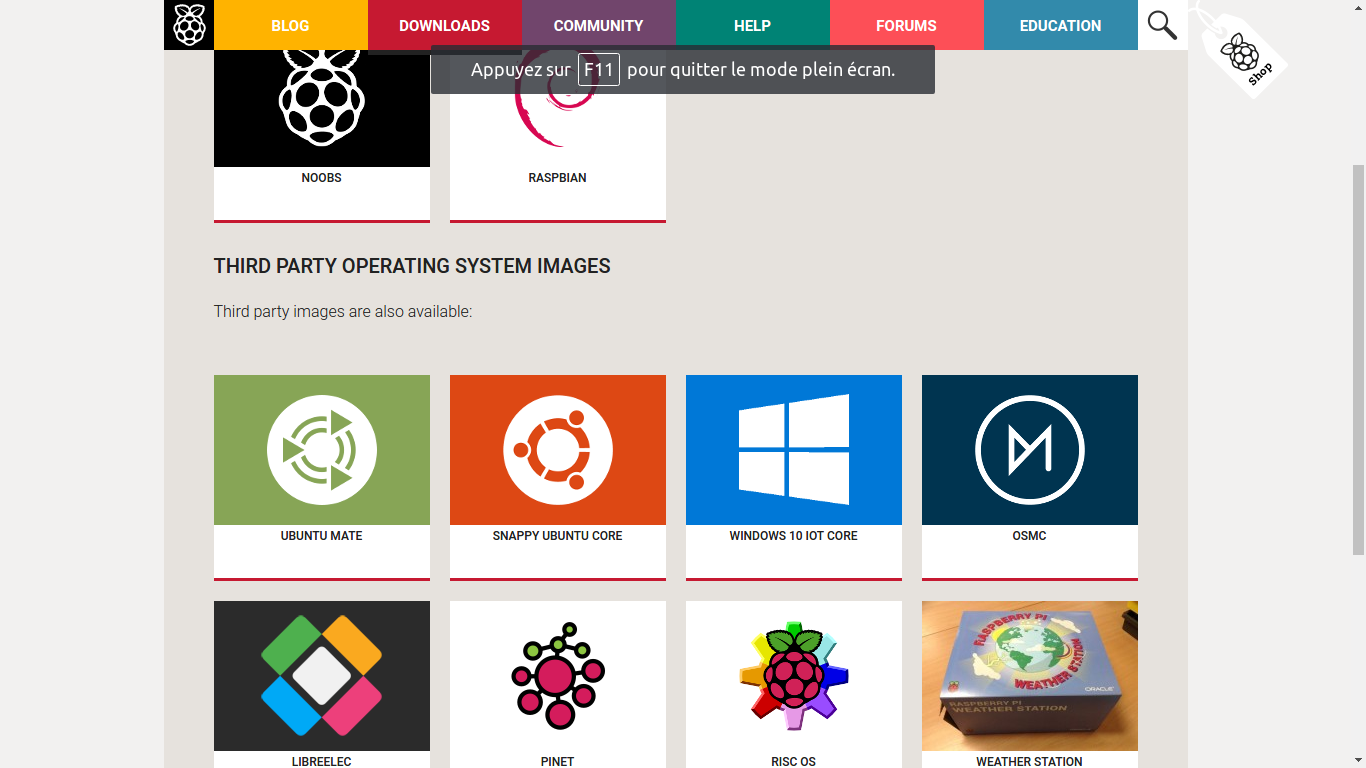 BLOG DOWNLOADS COMMUNITY HELP FORUMS EDUCATION
shop
Appuyez sur F11 pour quitter le mode plein écran.
NOOBS RASPBIAN
THIRD PARTY OPERATING SYSTEM IMAGES
Third party images are also available:
UBUNTU MATE SNAPPY UBUNTU CORE WINDOWS 10 IOT CORE OSMC
RASPBERRY PI
WEATHER STATION
ORACLE
RASPBERRY PI
WEATHER STATION
LIBREELEC PINET RISC OS WEATHER STATION